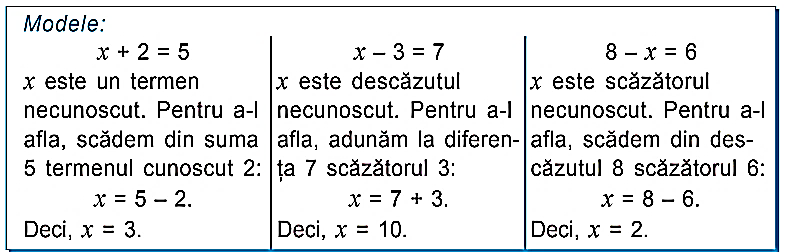 Modele:
x + 2 = 5
x este un termen
necunoscut. Pentru a-l
afla, scădem din suma
5 termenul cunoscut 2:
x = 5 – 2.
Deci, x = 3.
x – 3 = 7
x este descăzutul
necunoscut. Pentru a-l
afla, adunăm la diferen-
ța 7 scăzătorul 3:
x = 7 + 3.
Deci, x = 10.
8 – x = 6
x este scăzătorul
necunoscut. Pentru a-l
afla, scădem din des-
căzutul 8 scăzătorul 6:
x = 8 – 6.
Deci, x = 2.